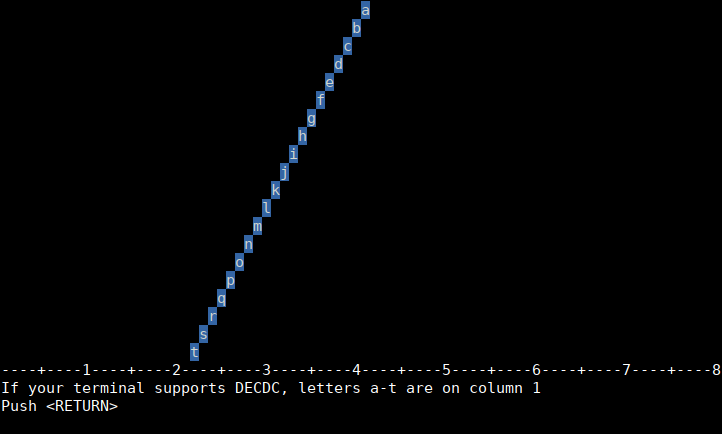 a
b
c
d
e
f
g
h
i
j
k
l
m
n
o
p
q
r
s
t
----+----1----+----2----+----3----+----4----+----5----+----6----+----7----+----8
If your terminal supports DECDC, letters a-t are on column 1
Push <RETURN>